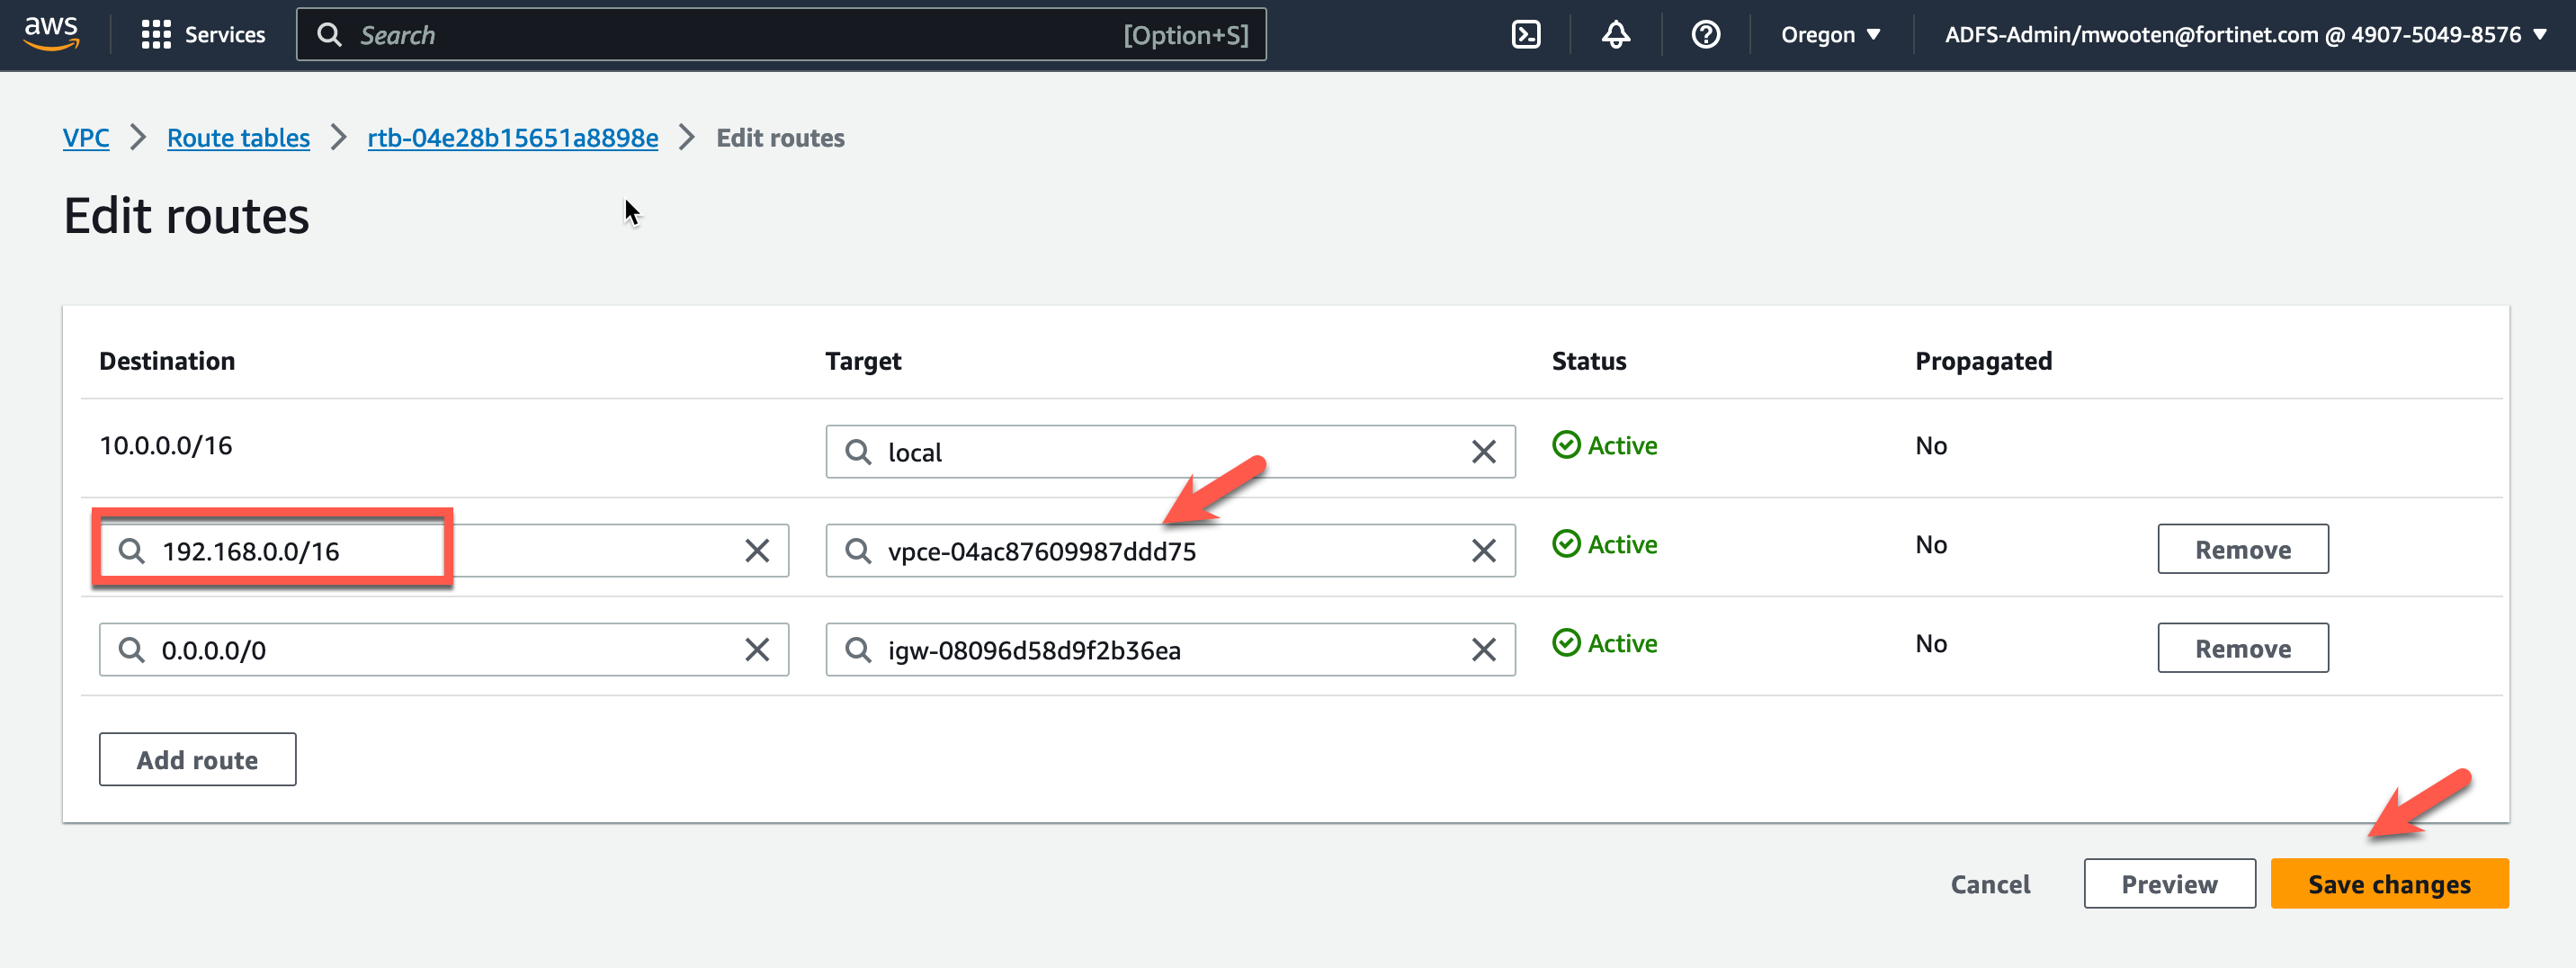 aws
Services
Search [Option+S]
Oregon
ADFS-Admin/mwooten@fortinet.com @ 4907-5049-8576
VPC
Route tables
rtb-04e28b15651a8898e
Edit routes
Edit routes
Destination Target Status Propagated
10.0.0.0/16 local Active No
192.168.0.0/16 vpce-04ac87609987ddd75 Active No Remove
0.0.0.0/0 igw-08096d58d9f2b36ea Active No Remove
Add route
Cancel Preview Save changes